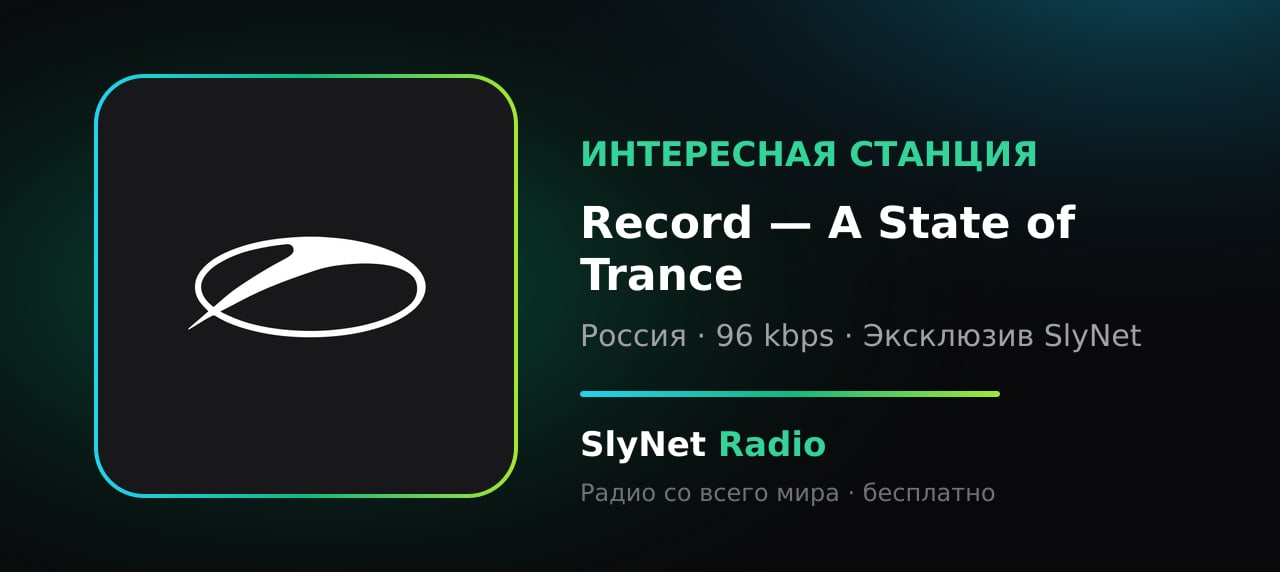 ИНТЕРЕСНАЯ СТАНЦИЯ
Record — A State of
Trance
Россия · 96 kbps · Эксклюзив SlyNet
SlyNet Radio
Радио со всего мира · бесплатно